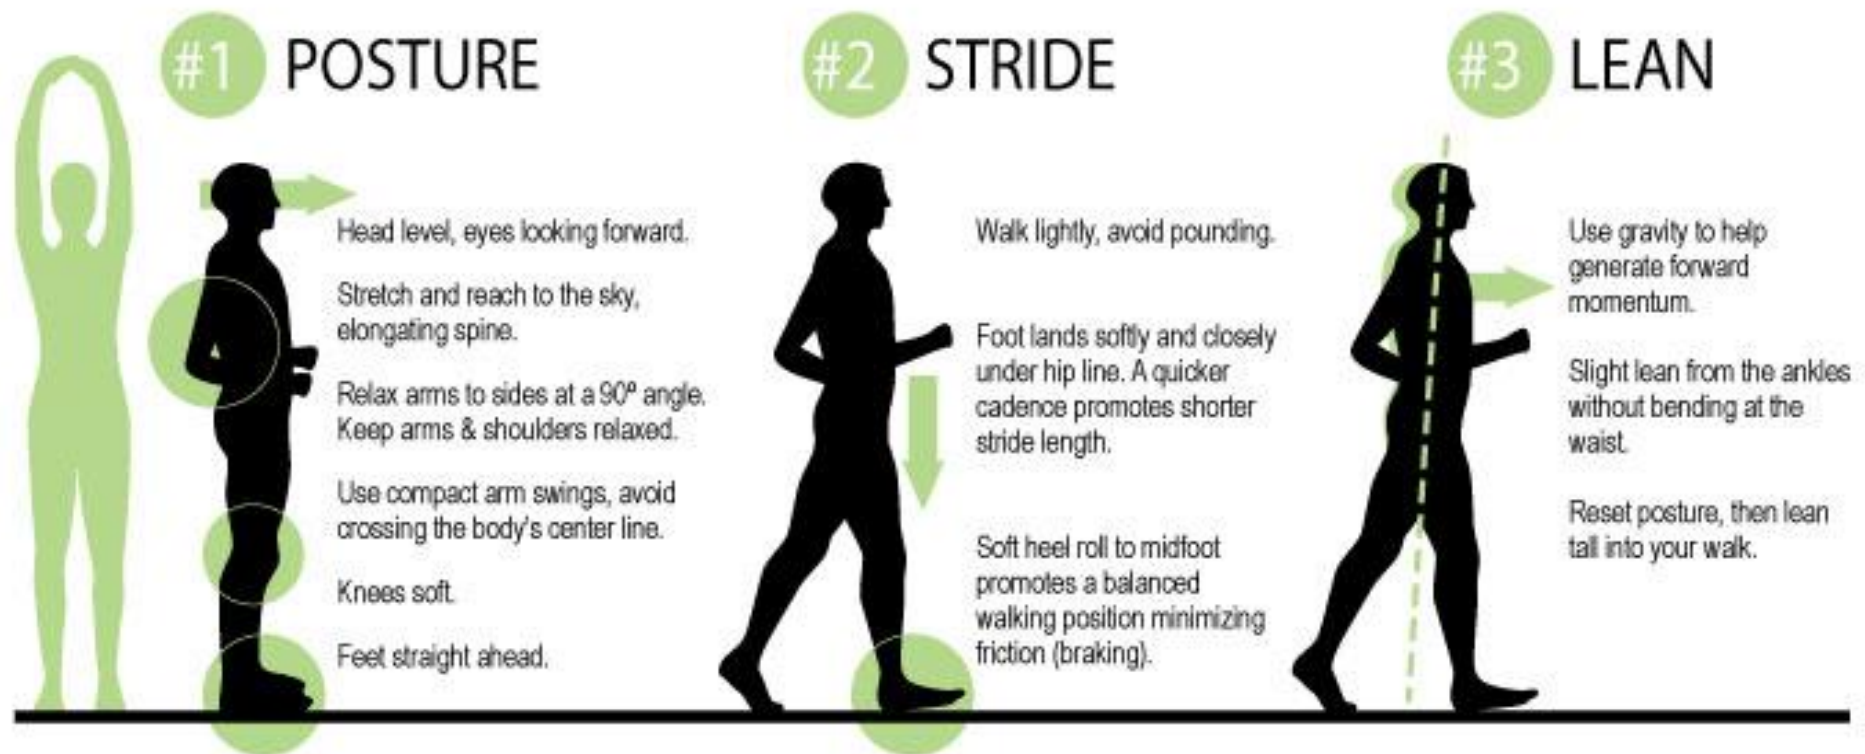 #1 POSTURE
Head level, eyes looking forward.
Stretch and reach to the sky,
elongating spine.
Relax arms to sides at a 90º angle.
Keep arms & shoulders relaxed.
Use compact arm swings, avoid
crossing the body's center line.
Knees soft.
Feet straight ahead.
#2 STRIDE
Walk lightly, avoid pounding.
Foot lands softly and closely
under hip line. A quicker
cadence promotes shorter
stride length.
Soft heel roll to midfoot
promotes a balanced
walking position minimizing
friction (braking).
#3 LEAN
Use gravity to help
generate forward
momentum.
Slight lean from the ankles
without bending at the
waist.
Reset posture, then lean
tall into your walk.